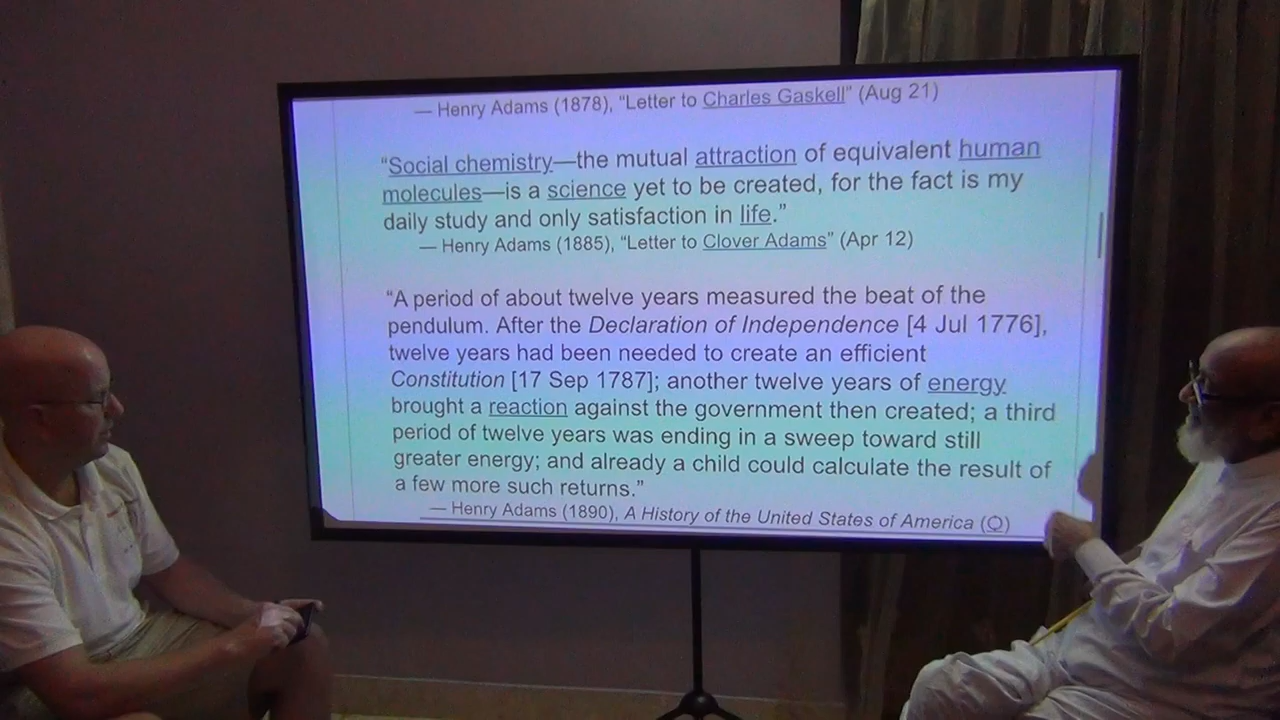 — Henry Adams (1878), “Letter to Charles Gaskell” (Aug 21)
“Social chemistry—the mutual attraction of equivalent human
molecules—is a science yet to be created, for the fact is my
daily study and only satisfaction in life.”
— Henry Adams (1885), “Letter to Clover Adams” (Apr 12)
“A period of about twelve years measured the beat of the
pendulum. After the Declaration of Independence [4 Jul 1776],
twelve years had been needed to create an efficient
Constitution [17 Sep 1787]; another twelve years of energy
brought a reaction against the government then created; a third
period of twelve years was ending in a sweep toward still
greater energy; and already a child could calculate the result of
a few more such returns.”
— Henry Adams (1890), A History of the United States of America (Q)